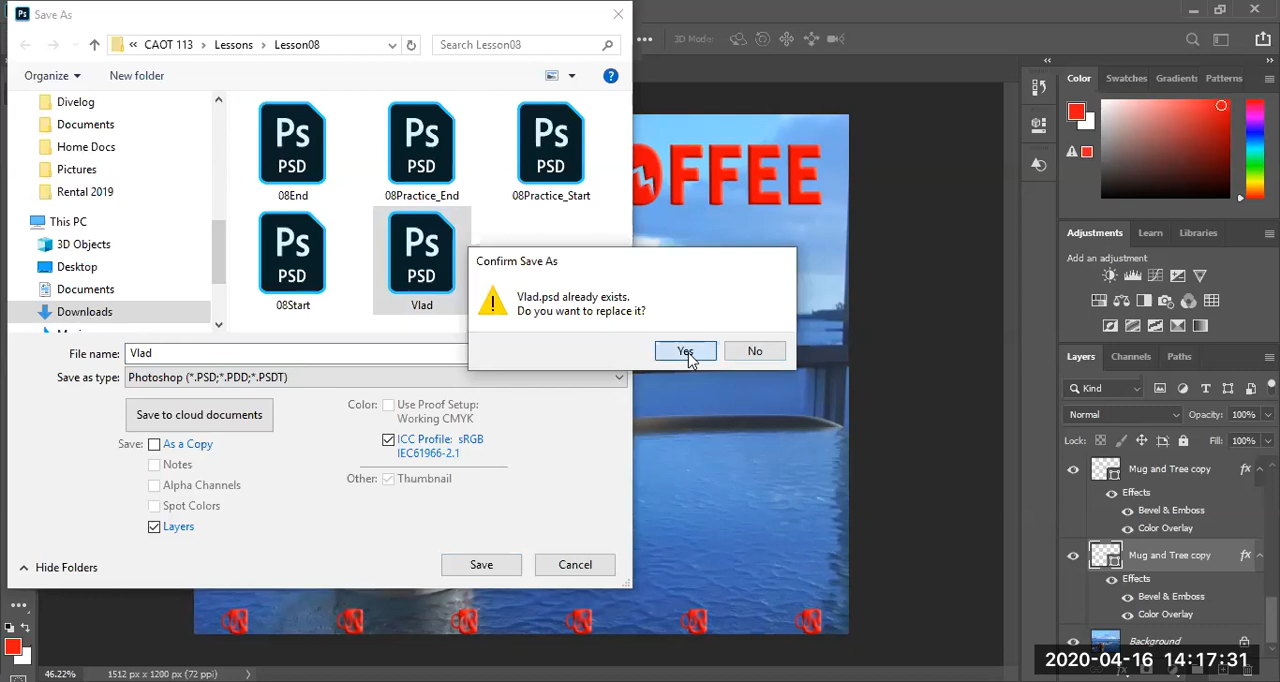 Ps Save As
« CAOT 113 > Lessons > Lesson08
Search Lesson08
3D Mode:
Organize
New folder
?
Divelog
Documents
Home Docs
Pictures
Rental 2019
This PC
3D Objects
Desktop
Documents
Downloads
Ps
PSD
08End
Ps
PSD
08Practice_End
Ps
PSD
08Practice_Start
Ps
PSD
08Start
Ps
PSD
Vlad
OFFEE
Confirm Save As
Vlad.psd already exists.
Do you want to replace it?
Yes
No
File name:
Vlad
Save as type:
Photoshop (*.PSD;*.PDD;*.PSDT)
Save to cloud documents
Save:
As a Copy
Notes
Alpha Channels
Spot Colors
Layers
Color:
Use Proof Setup:
Working CMYK
ICC Profile: sRGB
IEC61966-2.1
Other:
Thumbnail
Hide Folders
Save
Cancel
46.22%
1512 px x 1200 px (72 ppi)
Color
Swatches
Gradients
Patterns
Adjustments
Learn
Libraries
Add an adjustment
Layers
Channels
Paths
Kind
Normal
Opacity: 100%
Lock:
Fill: 100%
Mug and Tree copy fx
Effects
Bevel & Emboss
Color Overlay
Mug and Tree copy fx
Effects
Bevel & Emboss
Color Overlay
Background
2020-04-16 14:17:31